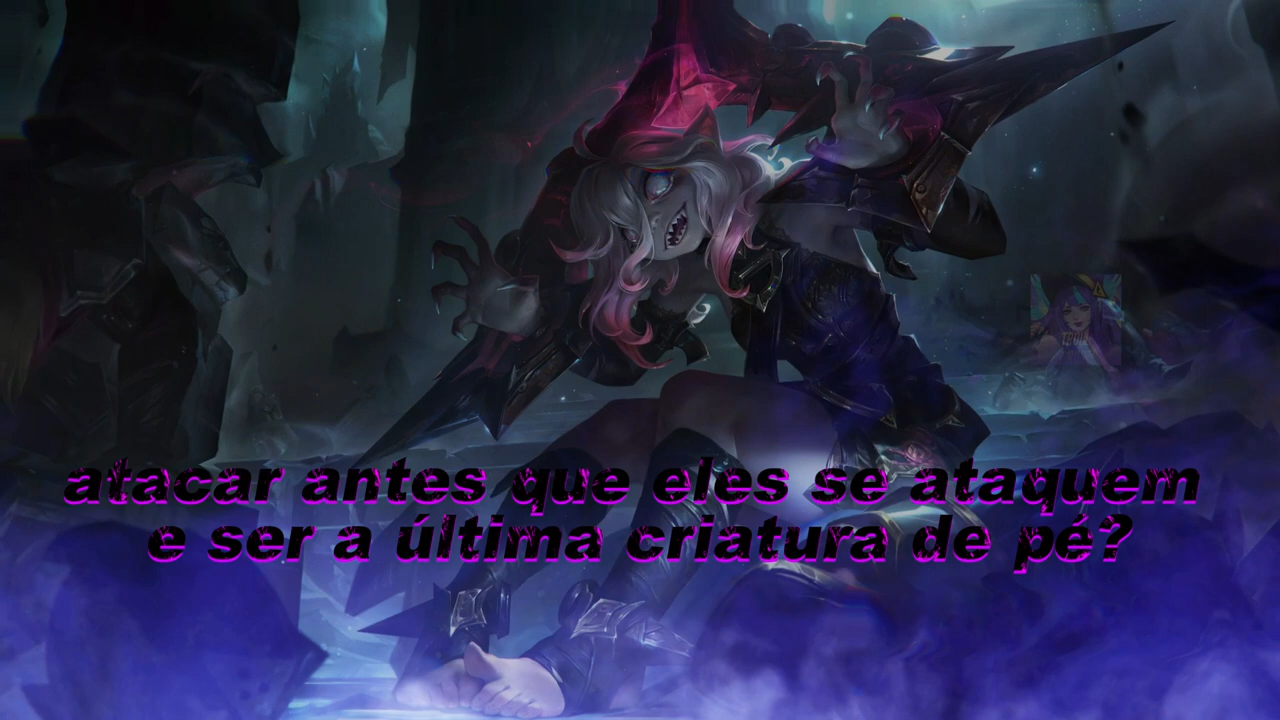 atacar antes que eles se ataquem
e ser a última criatura de pé?